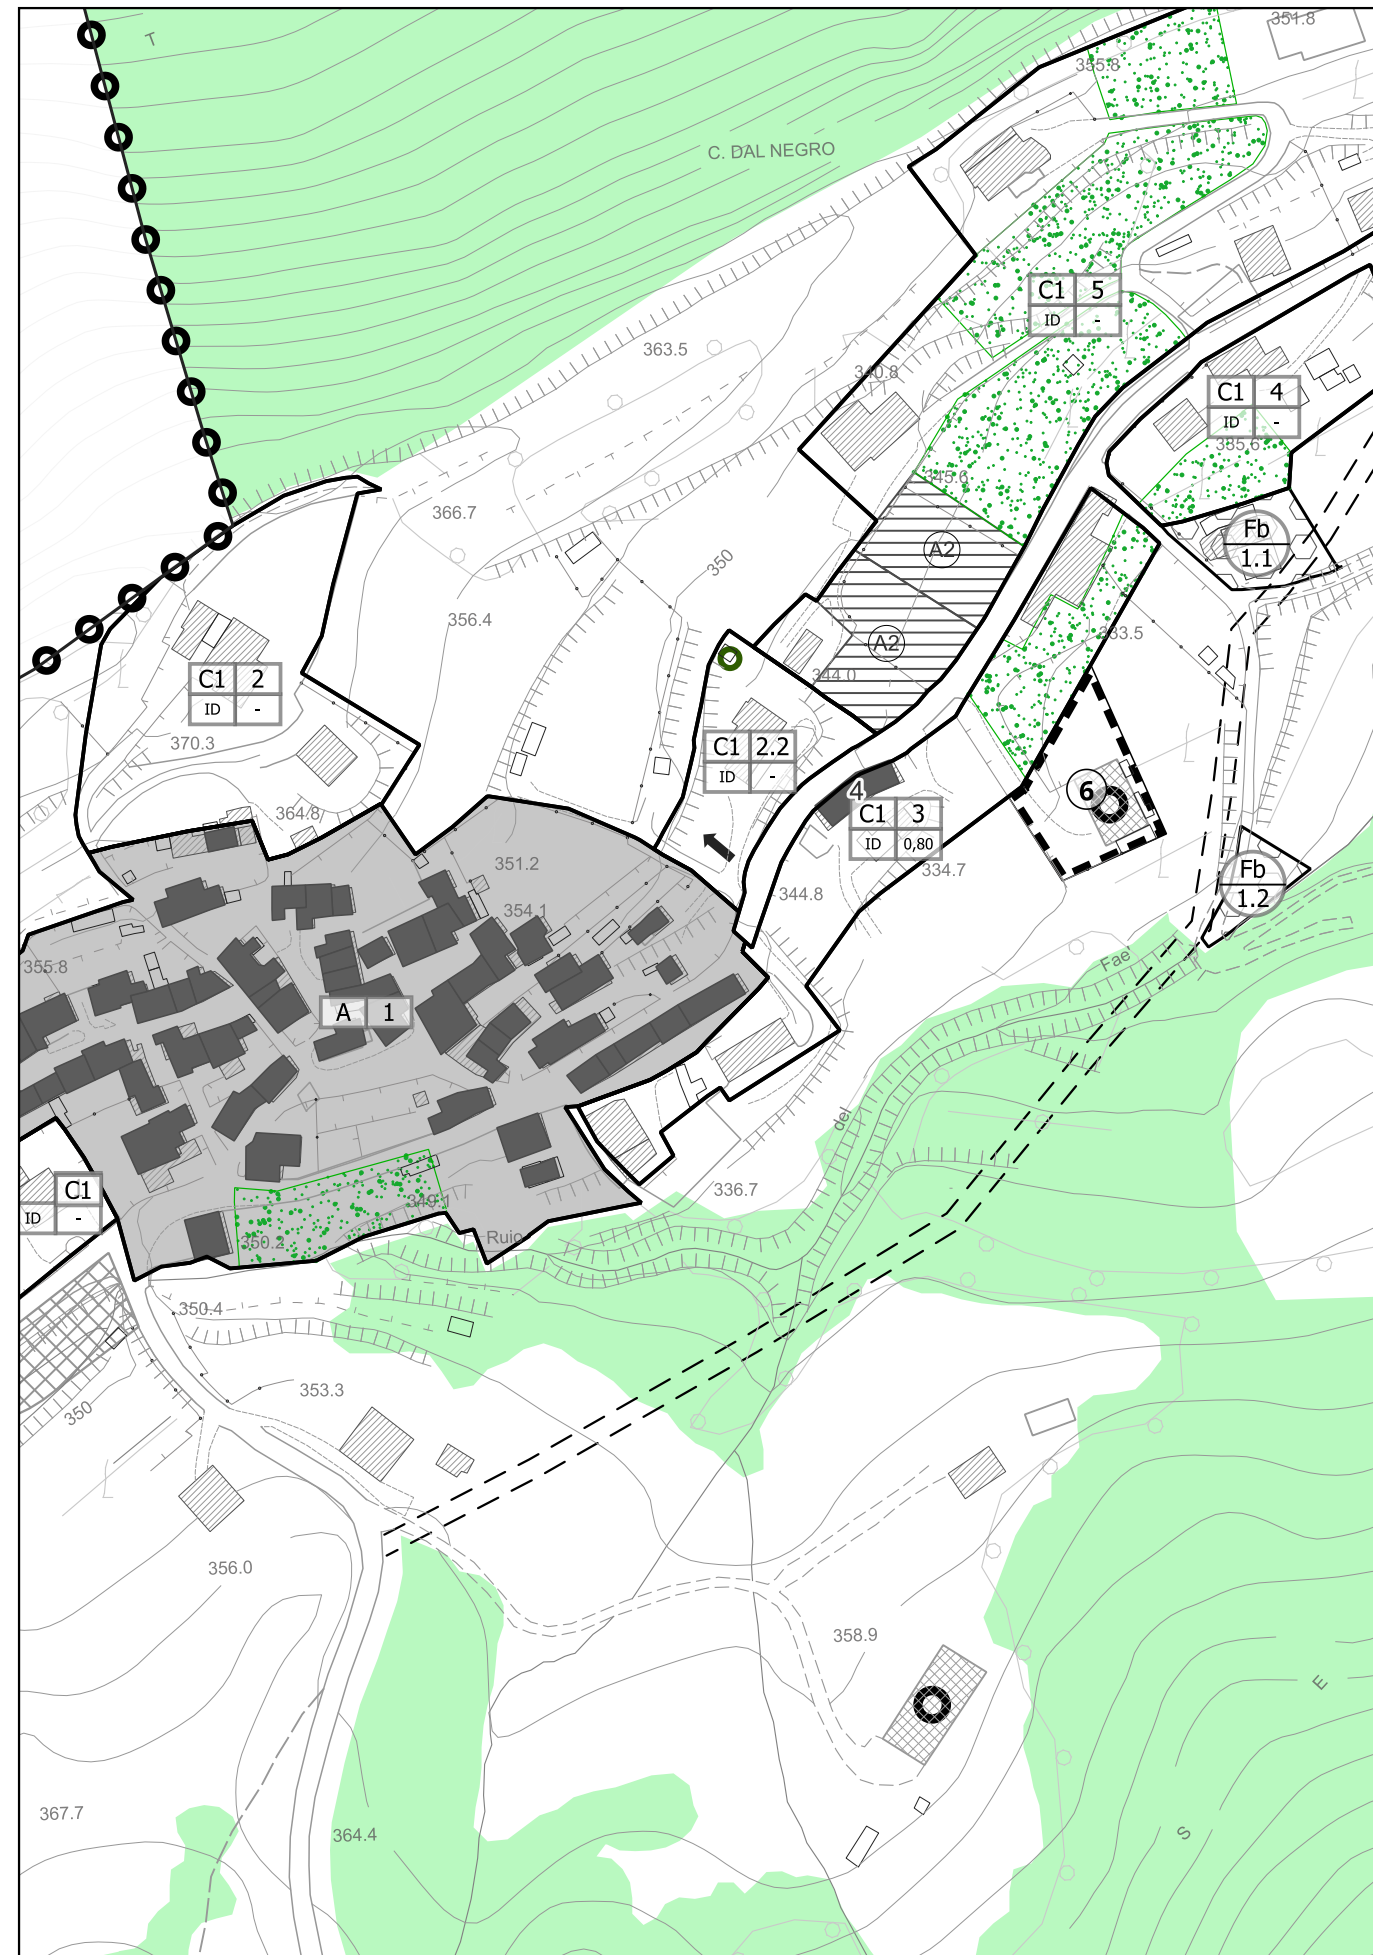 T
351.8
355.8
C. DAL NEGRO
C1 5
ID -
363.5
340.8
C1 4
ID -
335.6
345.6
366.7
Fb
1.1
A2
350
356.4
333.5
A2
344.0
C1 2
ID -
370.3
C1 2.2
ID -
6
4
C1 3
ID 0,80
364.8
351.2
334.7
Fb
1.2
344.8
354.1
355.8
Fae'
A 1
del
C1
ID -
336.7
349.1
350.2
Ruio
350.4
353.3
350
356.0
358.9
E
367.7
364.4
S